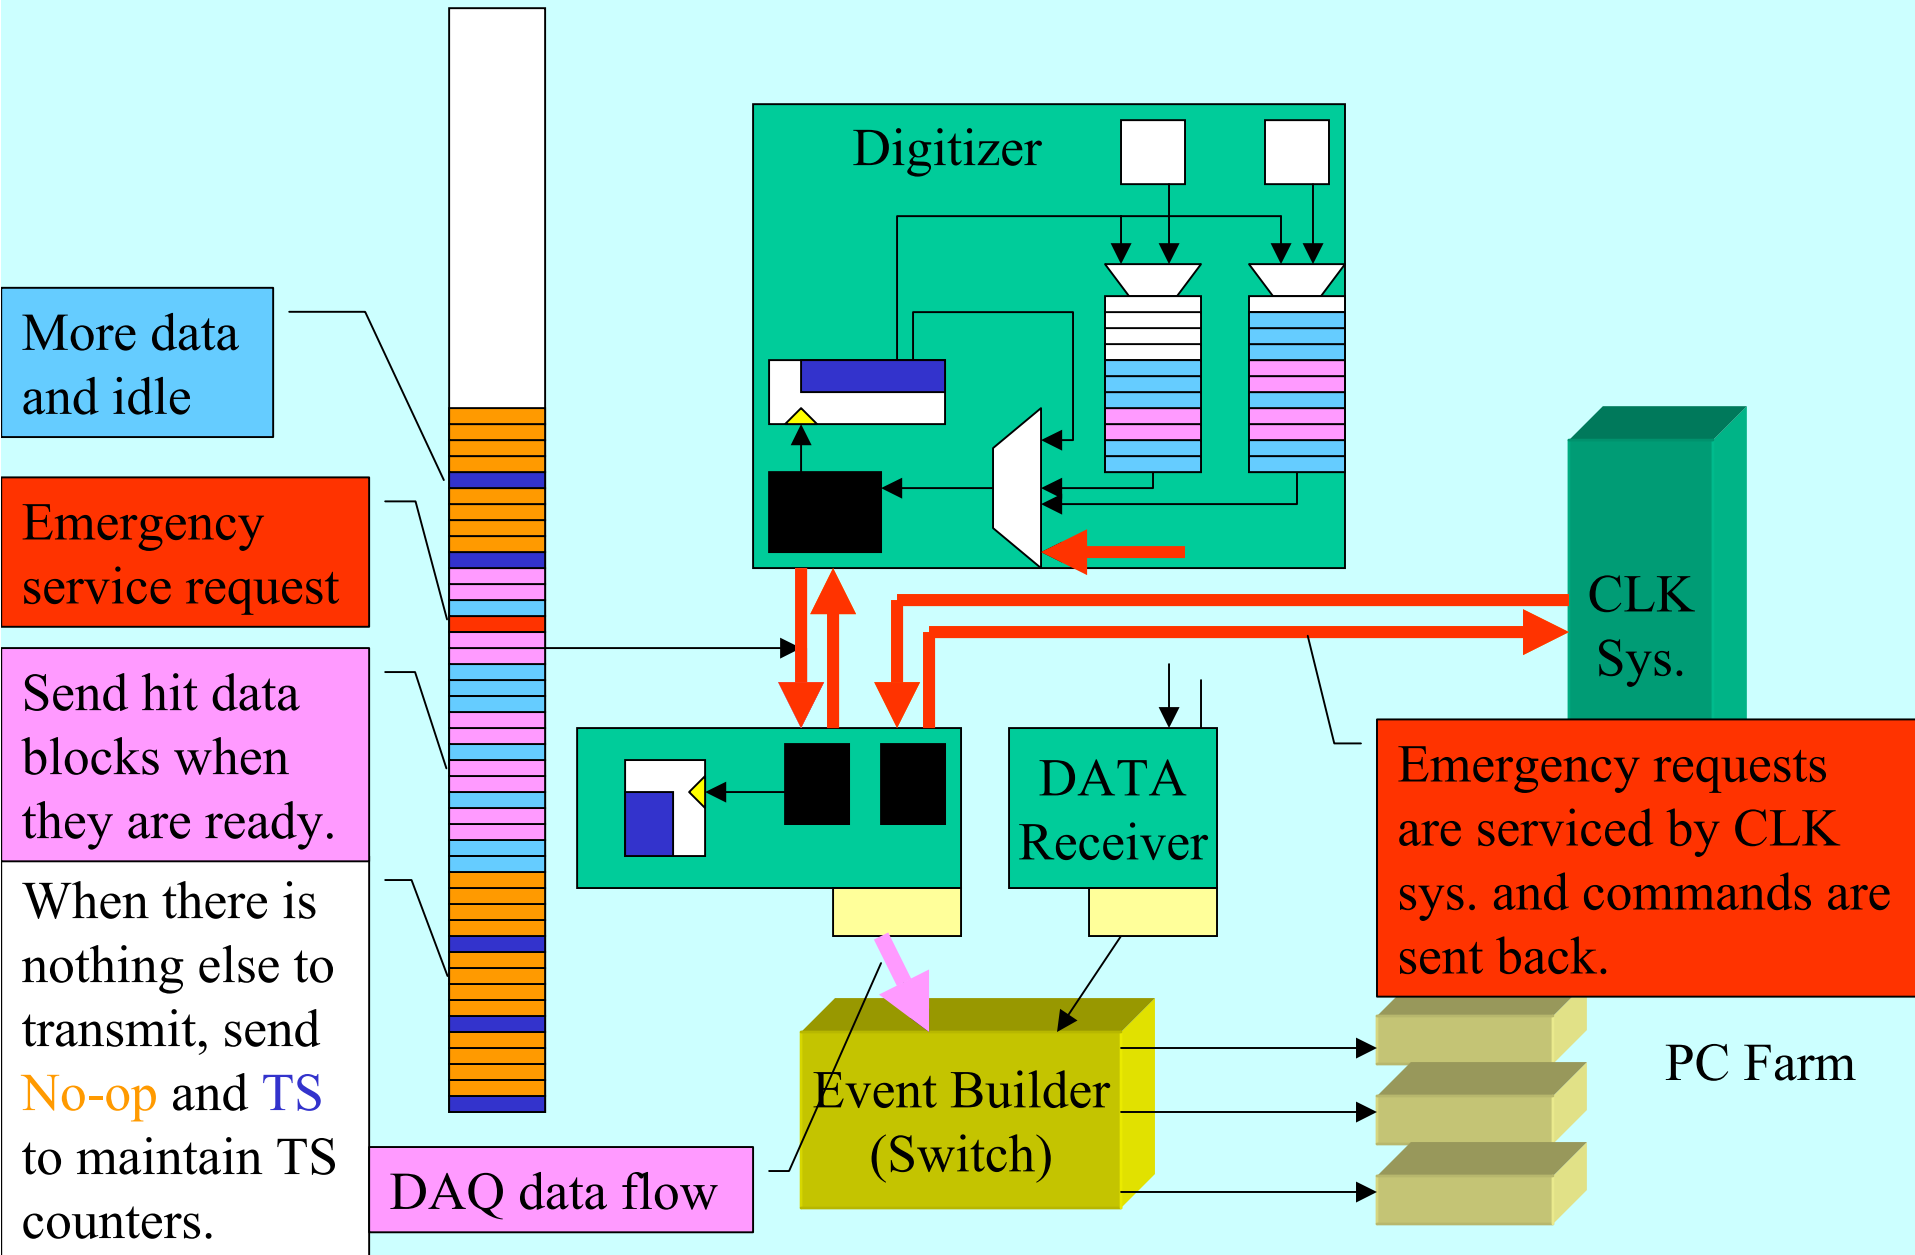 Digitizer
More data
and idle
Emergency
service request
Send hit data
blocks when
they are ready.
When there is
nothing else to
transmit, send
No-op and TS
to maintain TS
counters.
CLK
Sys.
DATA
Receiver
Emergency requests
are serviced by CLK
sys. and commands are
sent back.
Event Builder
(Switch)
PC Farm
DAQ data flow